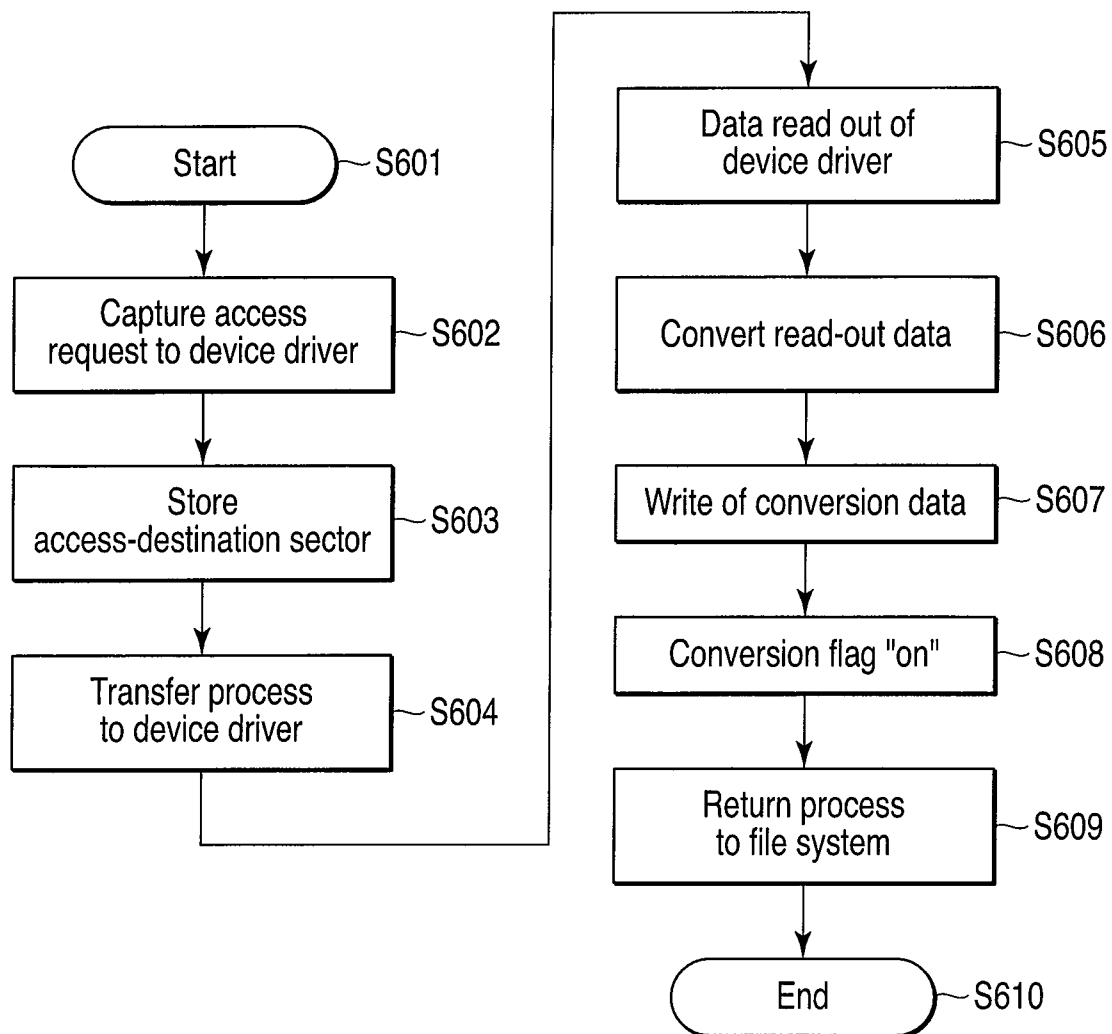 Start
S601
Capture access
request to device driver
S602
Store
access-destination sector
S603
Transfer process
to device driver
S604
Data read out of
device driver
S605
Convert read-out data
S606
Write of conversion data
S607
Conversion flag "on"
S608
Return process
to file system
S609
End
S610